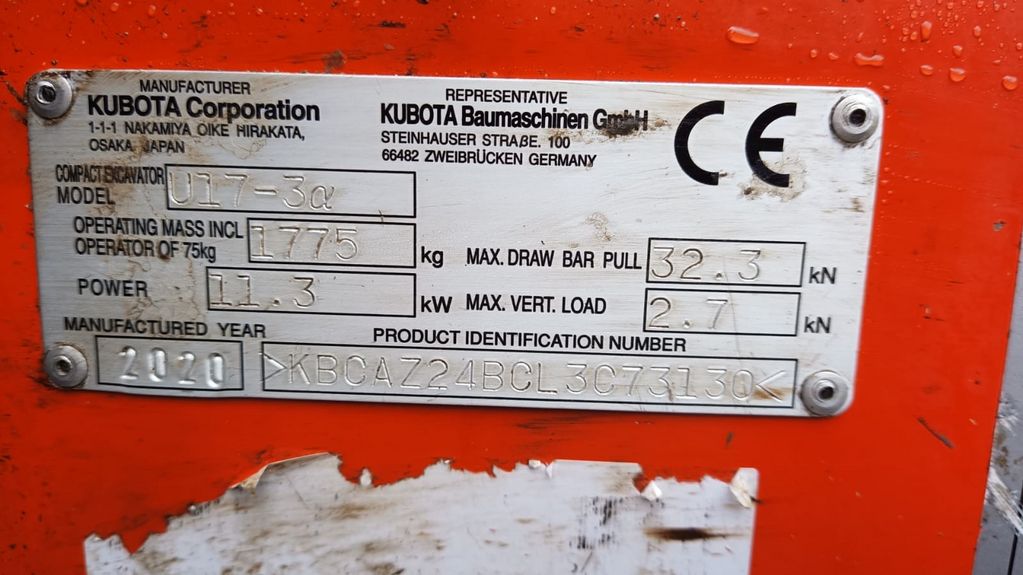 MANUFACTURER
KUBOTA Corporation
1-1-1 NAKAMIYA OIKE HIRAKATA,
OSAKA JAPAN
REPRESENTATIVE
KUBOTA Baumaschinen GmbH
STEINHAUSER STRAßE. 100
66482 ZWEIBRÜCKEN GERMANY
CE
COMPACT EXCAVATOR
MODEL U17-3α
OPERATING MASS INCL
OPERATOR OF 75kg 1775 kg
MAX. DRAW BAR PULL 32.3 kN
POWER 11.3 kW
MAX. VERT. LOAD 2.7 kN
MANUFACTURED YEAR
2020
PRODUCT IDENTIFICATION NUMBER
>KBCAZ24BCL3C73130<